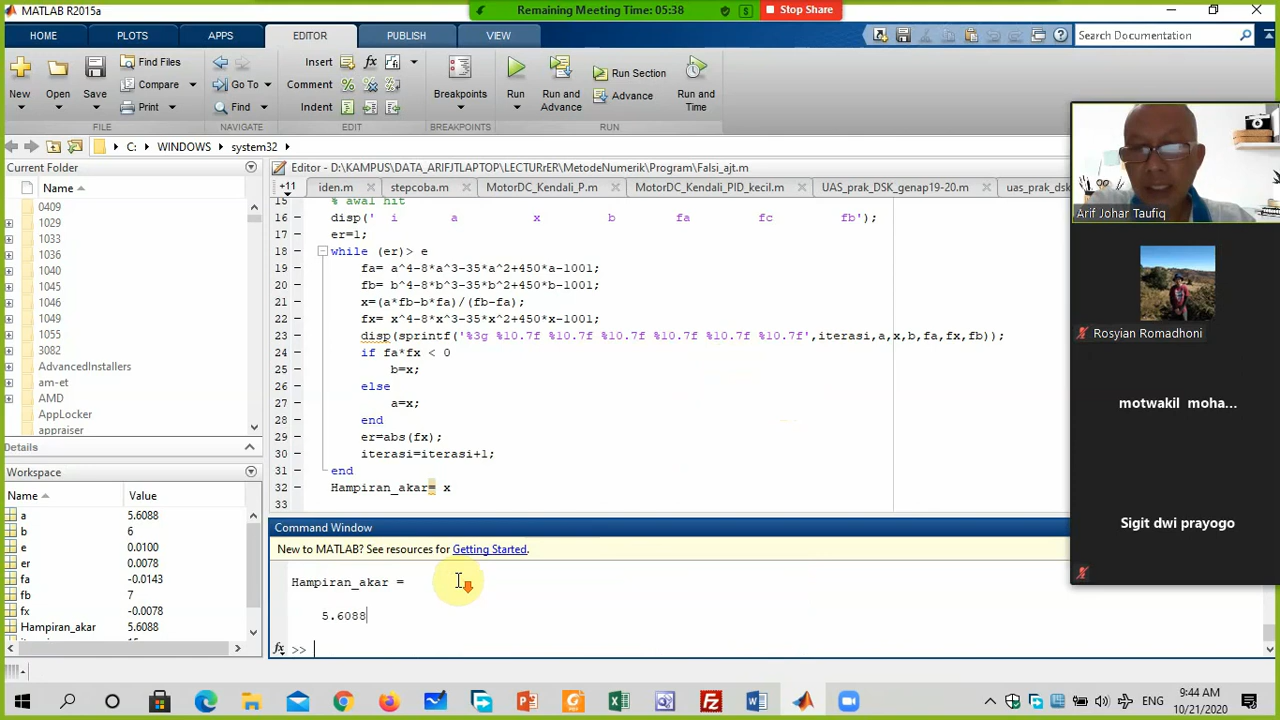 MATLAB R2015a
Remaining Meeting Time: 05:38
Stop Share
HOME PLOTS APPS EDITOR PUBLISH VIEW
Search Documentation
New Open Save Find Files Compare Print
Go To Find
Insert fx Comment Indent
Breakpoints
Run Run and Advance Run Section Advance Run and Time
FILE NAVIGATE EDIT BREAKPOINTS RUN
C: WINDOWS system32
Current Folder
Name
0409
1029
1033
1036
1040
1045
1046
1049
1055
3082
AdvancedInstallers
am-et
AMD
AppLocker
appraiser
Details
Workspace
Name Value
a 5.6088
b 6
e 0.0100
er 0.0078
fa -0.0143
fb 7
fx -0.0078
Hampiran_akar 5.6088
Editor - D:\KAMPUS\DATA_ARIFJTLAPTOP\LECTURrER\MetodeNumerik\Program\Falsi_ajt.m
+11 iden.m stepcoba.m MotorDC_Kendali_P.m MotorDC_Kendali_PID_kecil.m UAS_prak_DSK_genap19-20.m uas_prak_dsk
15 % awal hit
16 disp(' i a x b fa fc fb');
17 er=1;
18 while (er)> e
19 fa= a^4-8*a^3-35*a^2+450*a-1001;
20 fb= b^4-8*b^3-35*b^2+450*b-1001;
21 x=(a*fb-b*fa)/(fb-fa);
22 fx= x^4-8*x^3-35*x^2+450*x-1001;
23 disp(sprintf('%3g %10.7f %10.7f %10.7f %10.7f %10.7f %10.7f',iterasi,a,x,b,fa,fx,fb));
24 if fa*fx < 0
25 b=x;
26 else
27 a=x;
28 end
29 er=abs(fx);
30 iterasi=iterasi+1;
31 end
32 Hampiran_akar= x
33
Command Window
New to MATLAB? See resources for Getting Started.
Hampiran_akar =
5.6088
fx >>
Arif Johar Taufiq
Rosyian Romadhoni
motwakil moha...
Sigit dwi prayogo
9:44 AM
10/21/2020